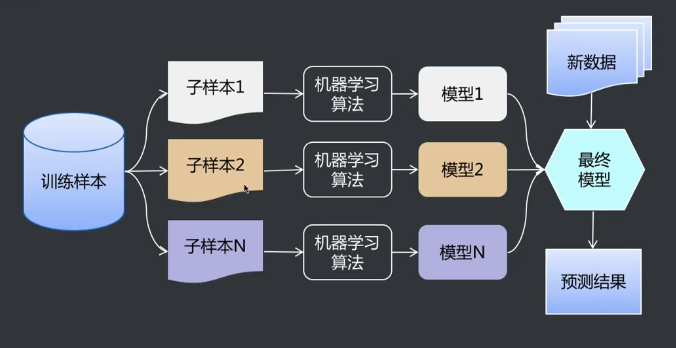 训练样本
子样本1
机器学习
算法
模型1
子样本2
机器学习
算法
模型2
子样本N
机器学习
算法
模型N
新数据
最终
模型
预测结果